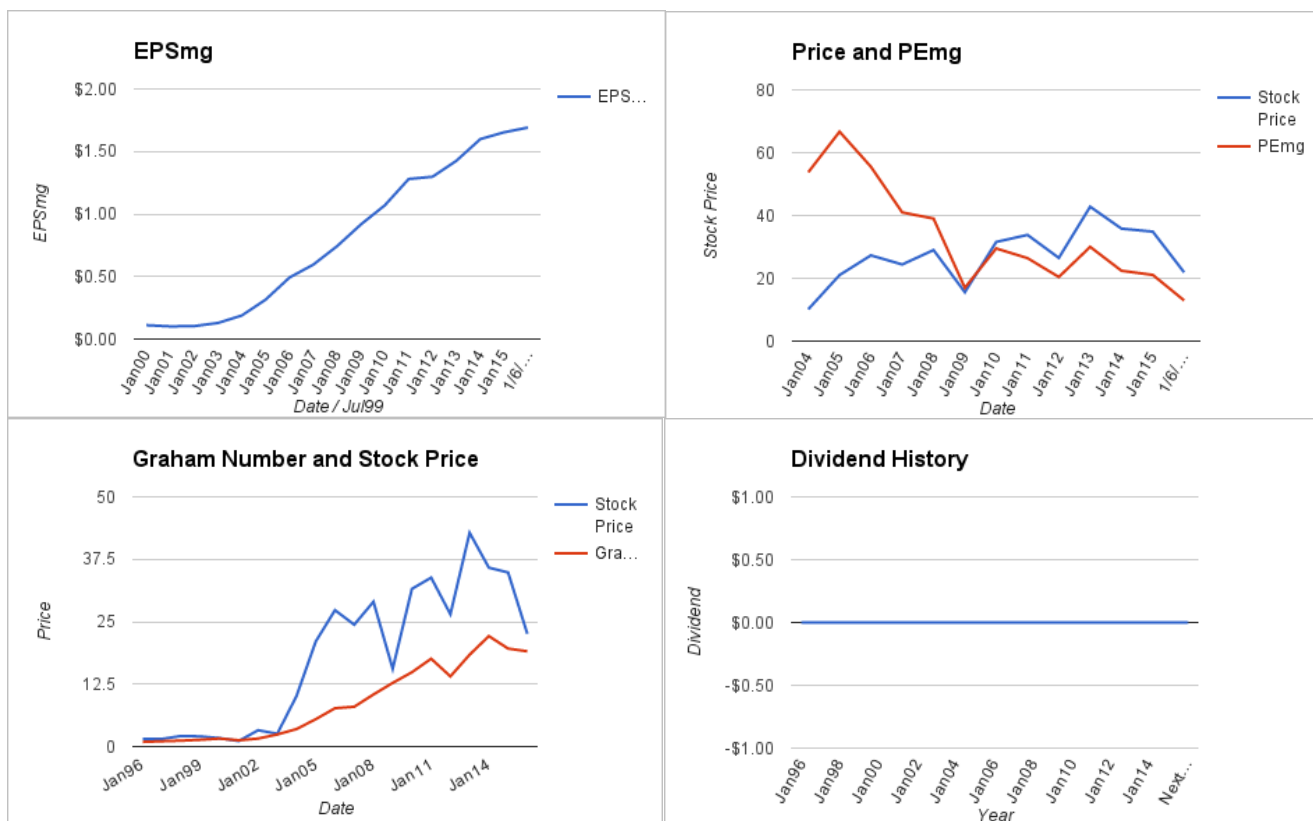 EPSmg
$2.00
$1.50
$1.00
$0.50
$0.00
EPSmg
EPS...
Jan00
Jan01
Jan02
Jan03
Jan04
Jan05
Jan06
Jan07
Jan08
Jan09
Jan10
Jan11
Jan12
Jan13
Jan14
Jan15
1/6/...
Date / Jul99
Price and PEmg
80
60
40
20
0
Stock Price
Stock
Price
PEmg
Jan04
Jan05
Jan06
Jan07
Jan08
Jan09
Jan10
Jan11
Jan12
Jan13
Jan14
Jan15
1/6/...
Date
Graham Number and Stock Price
50
37.5
25
12.5
0
Price
Stock
Price
Gra...
Jan96
Jan99
Jan02
Jan05
Jan08
Jan11
Jan14
Date
Dividend History
$1.00
$0.50
$0.00
-$0.50
-$1.00
Dividend
Jan96
Jan98
Jan00
Jan02
Jan04
Jan06
Jan08
Jan10
Jan12
Jan14
Next...
Year